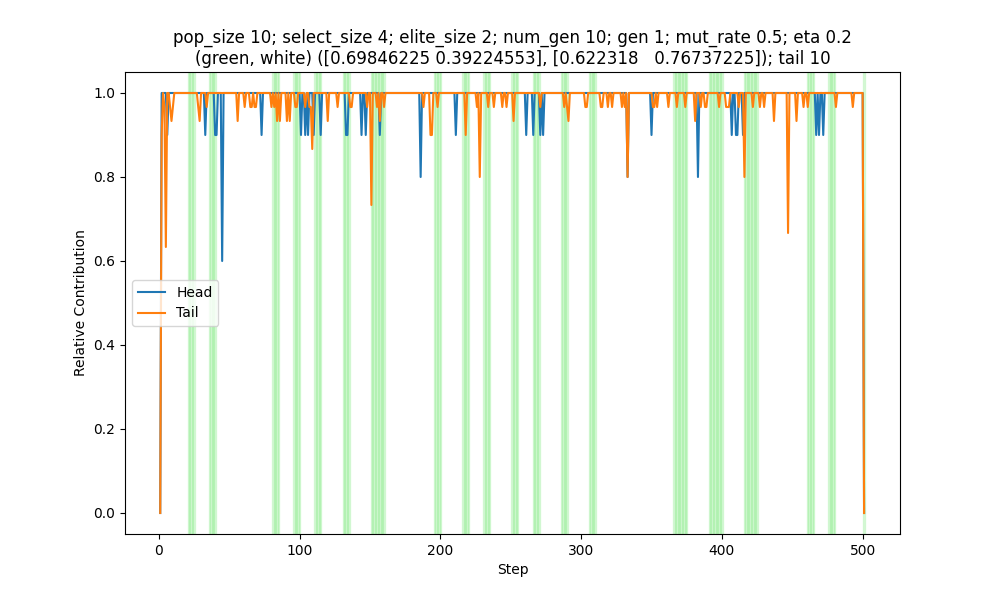 pop_size 10; select_size 4; elite_size 2; num_gen 10; gen 1; mut_rate 0.5; eta 0.2
(green, white) ([0.69846225 0.39224553], [0.622318   0.76737225]); tail 10
1.0
0.8
0.6
0.4
0.2
0.0
Relative Contribution
Head
Tail
0
100
200
300
400
500
Step